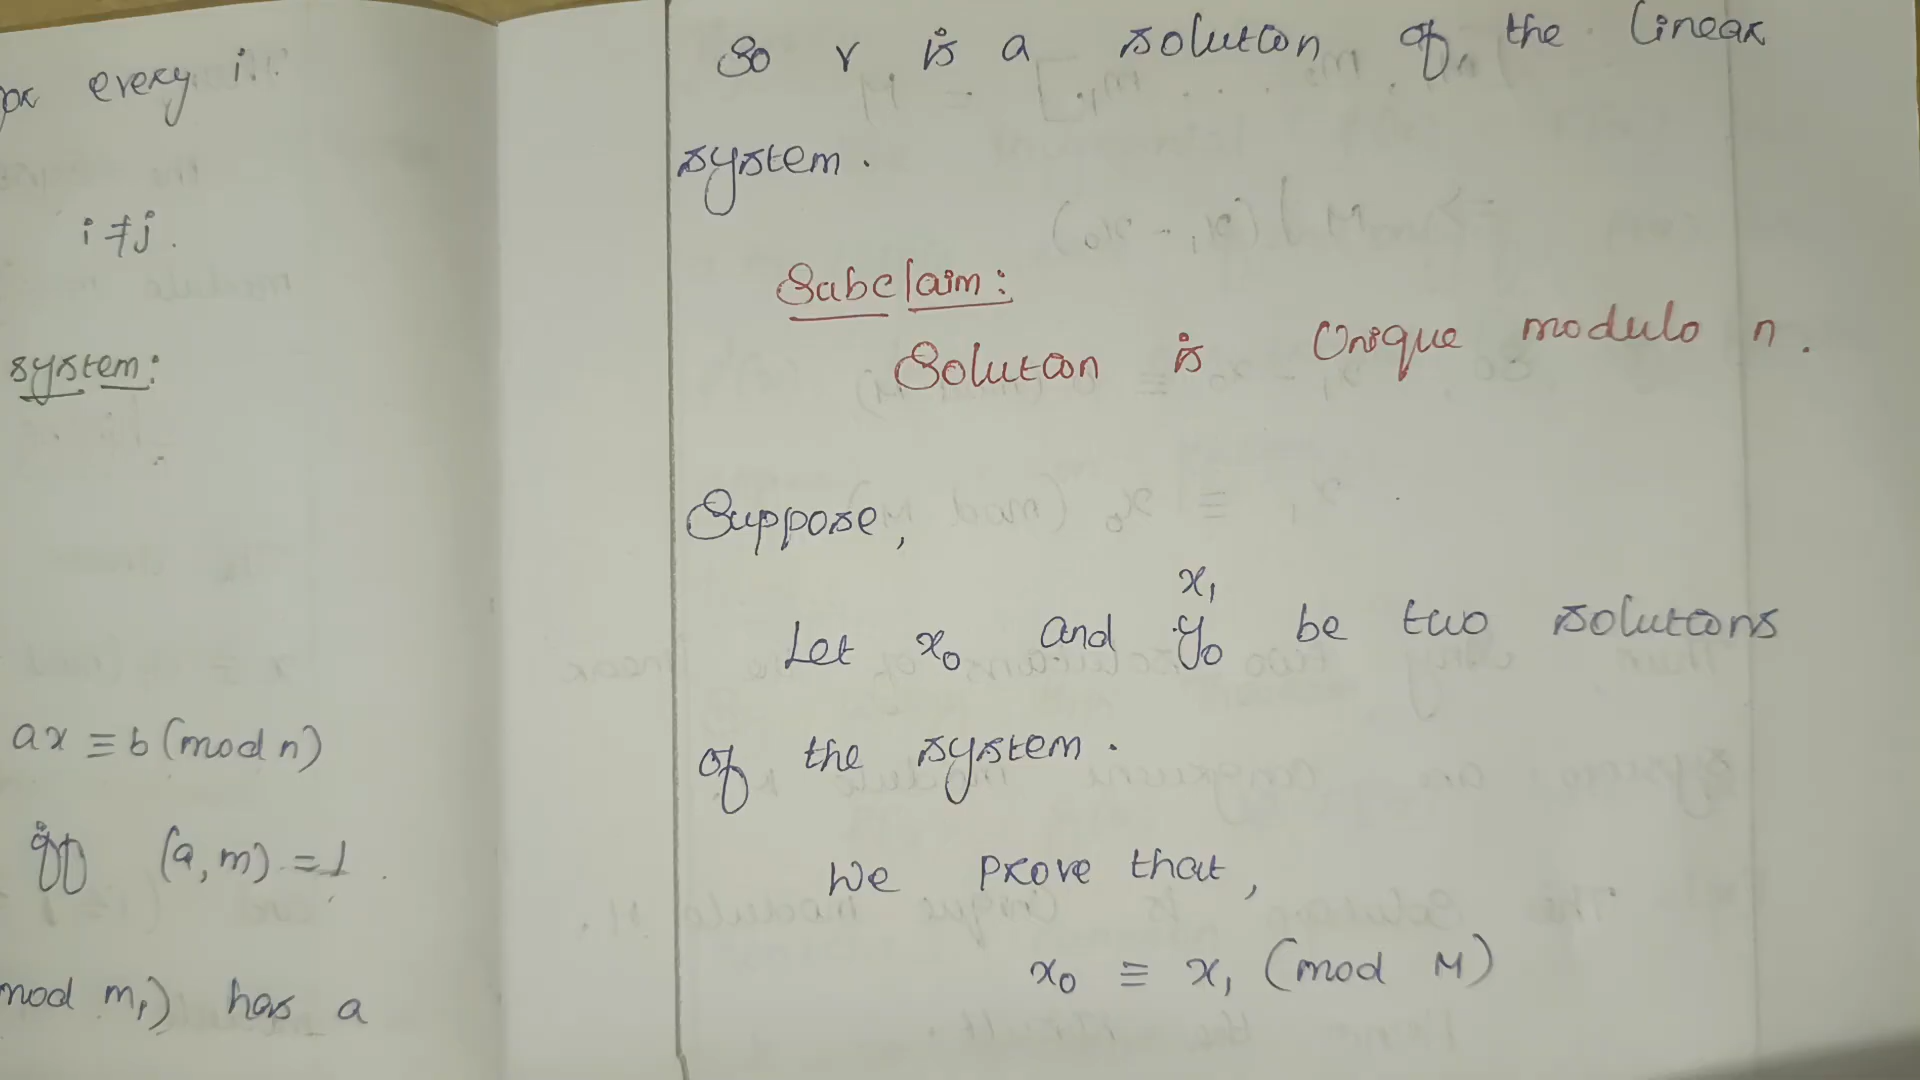 every i.
i ≠ j.
system:
ax ≡ b (mod n)
iff (a, m) = 1.
mod m₁) has a
So r is a solution of the linear
system.
Subclaim:
Solution is Unique modulo n.
Suppose,
x₁
Let x₀ and y₀ be two solutions
of the system.
We prove that,
x₀ ≡ x₁ (mod M)